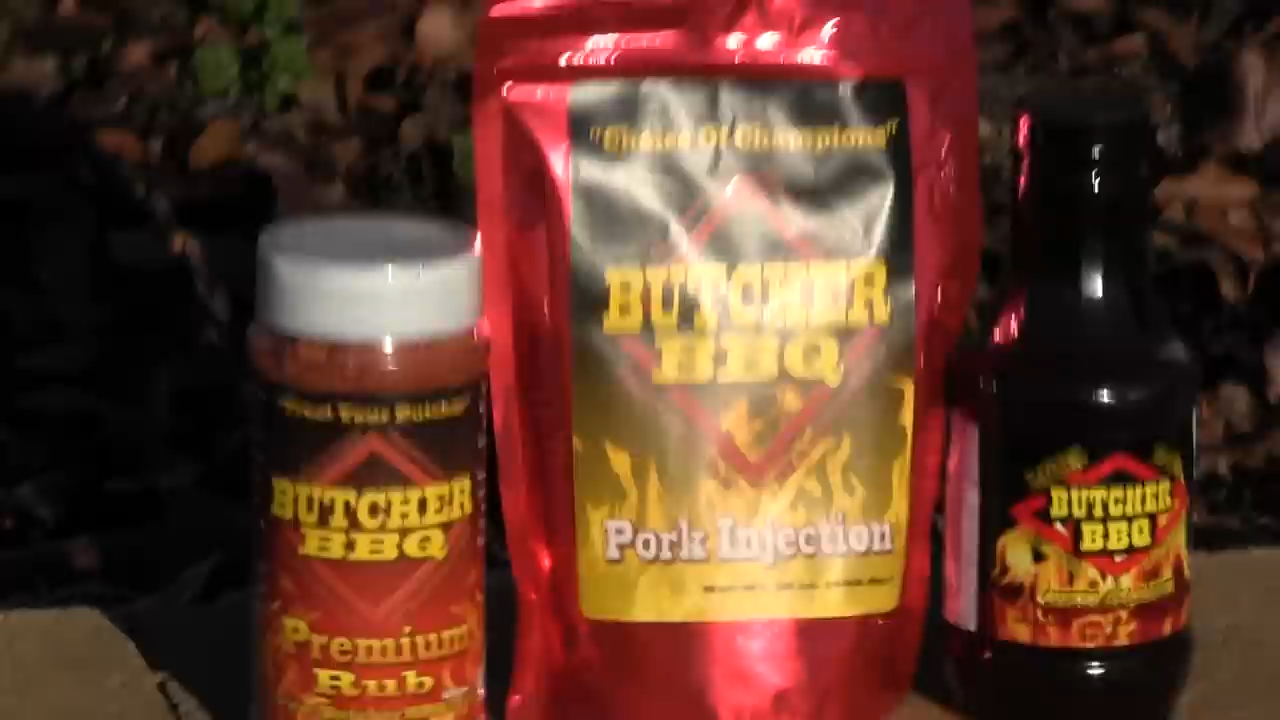 "Choice Of Champions"
BUTCHER
BBQ
Pork Injection
BUTCHER
BBQ
Premium
Rub
BUTCHER
BBQ